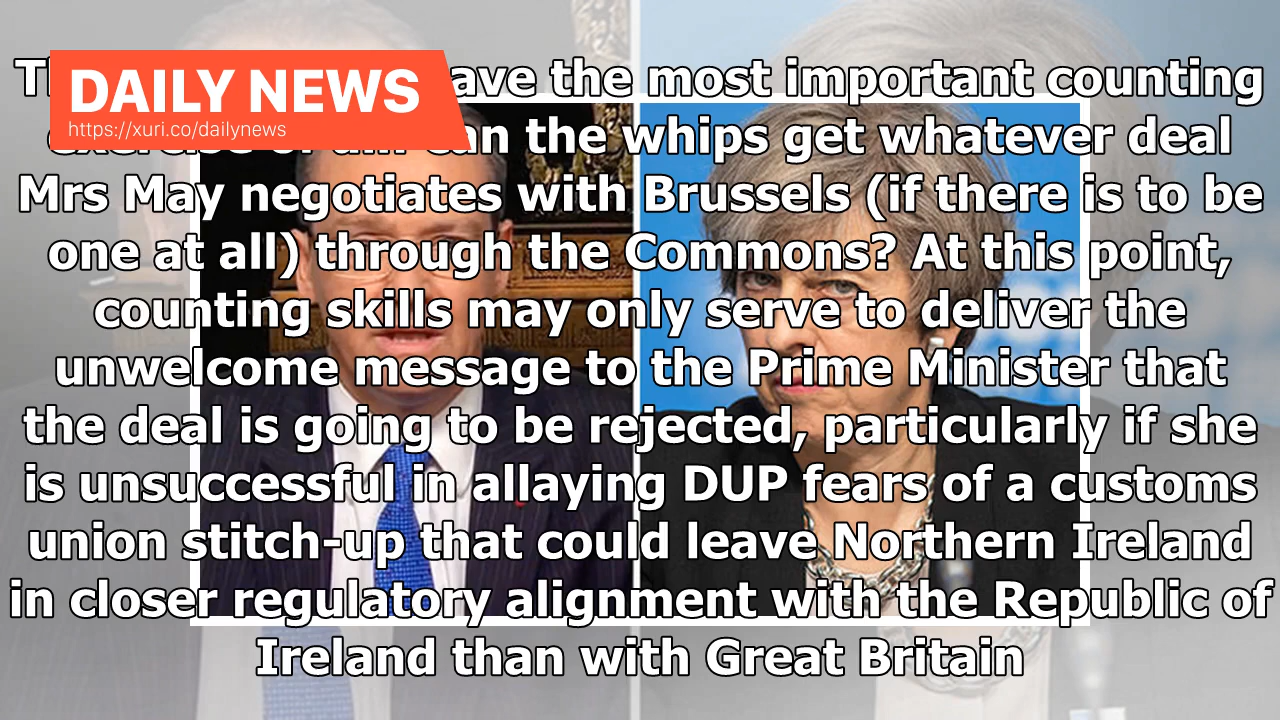 DAILY NEWS
https://xuri.co/dailynews
the most important counting
the whips get whatever deal
Mrs May negotiates with Brussels (if there is to be
one at all) through the Commons? At this point,
counting skills may only serve to deliver the
unwelcome message to the Prime Minister that
the deal is going to be rejected, particularly if she
is unsuccessful in allaying DUP fears of a customs
union stitch-up that could leave Northern Ireland
in closer regulatory alignment with the Republic of
Ireland than with Great Britain